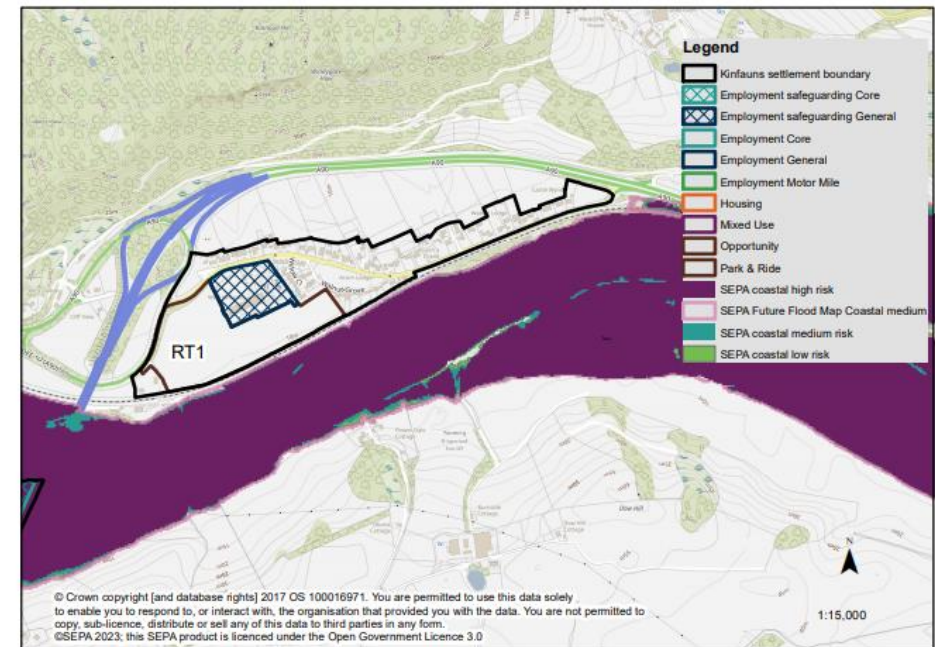 Legend
Kinfauns settlement boundary
Employment safeguarding Core
Employment safeguarding General
Employment Core
Employment General
Employment Motor Mile
Housing
Mixed Use
Opportunity
Park & Ride
SEPA coastal high risk
SEPA Future Flood Map Coastal medium
SEPA coastal medium risk
SEPA coastal low risk
A90
A90
RT1
N
1:15,000
© Crown copyright [and database rights] 2017 OS 100016971. You are permitted to use this data solely
to enable you to respond to, or interact with, the organisation that provided you with the data. You are not permitted to
copy, sub-licence, distribute or sell any of this data to third parties in any form.
©SEPA 2023; this SEPA product is licenced under the Open Government Licence 3.0